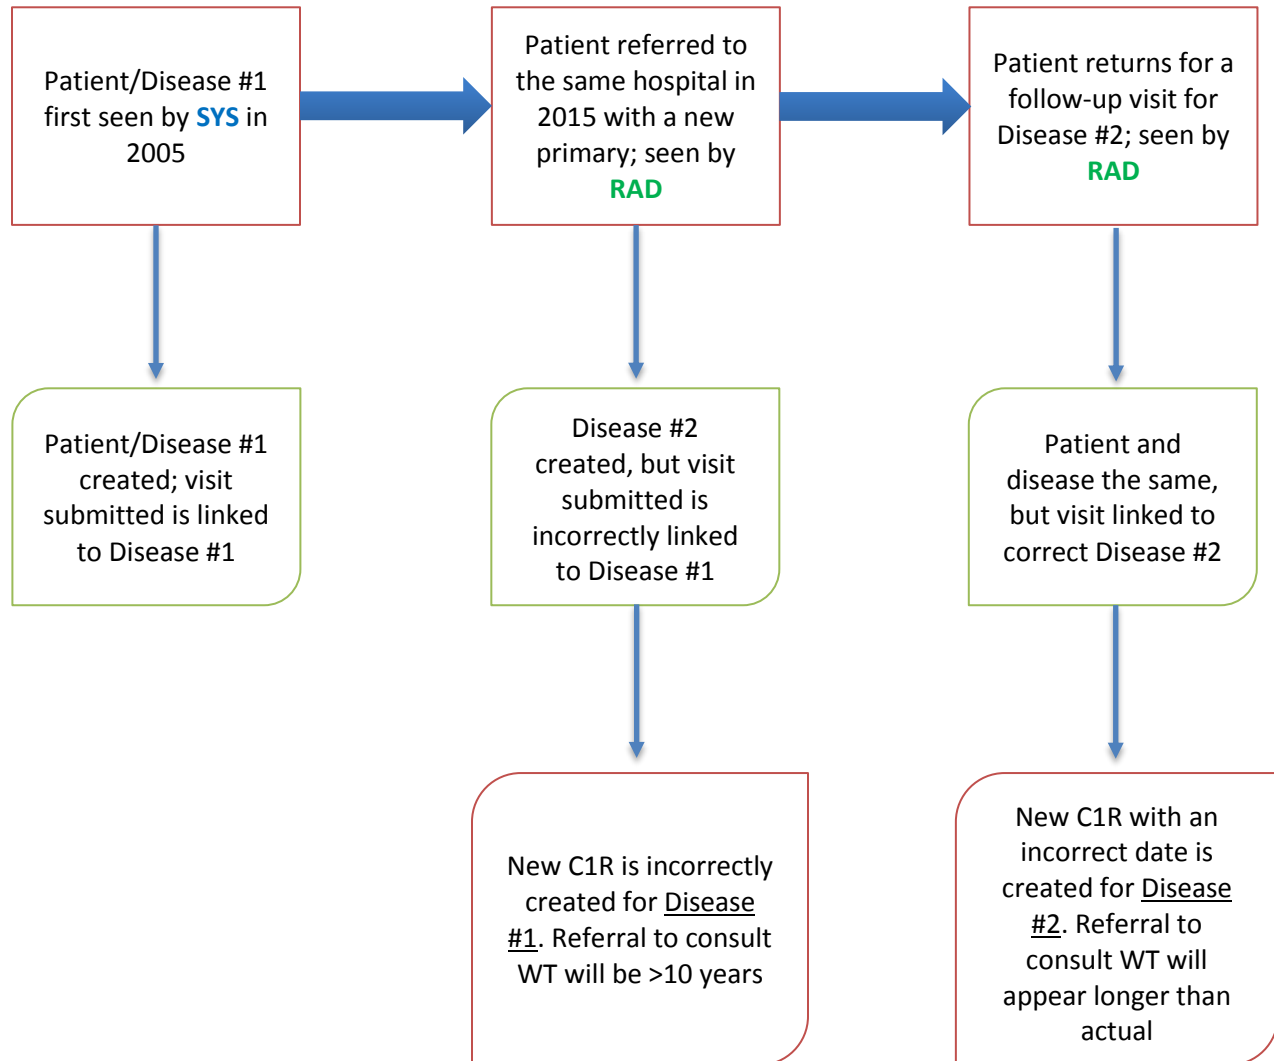 Patient/Disease #1
first seen by SYS in
2005
Patient referred to
the same hospital in
2015 with a new
primary; seen by
RAD
Patient returns for a
follow-up visit for
Disease #2; seen by
RAD
Patient/Disease #1
created; visit
submitted is linked
to Disease #1
Disease #2
created, but visit
submitted is
incorrectly linked
to Disease #1
Patient and
disease the same,
but visit linked to
correct Disease #2
New C1R is incorrectly
created for Disease
#1. Referral to consult
WT will be >10 years
New C1R with an
incorrect date is
created for Disease
#2. Referral to
consult WT will
appear longer than
actual